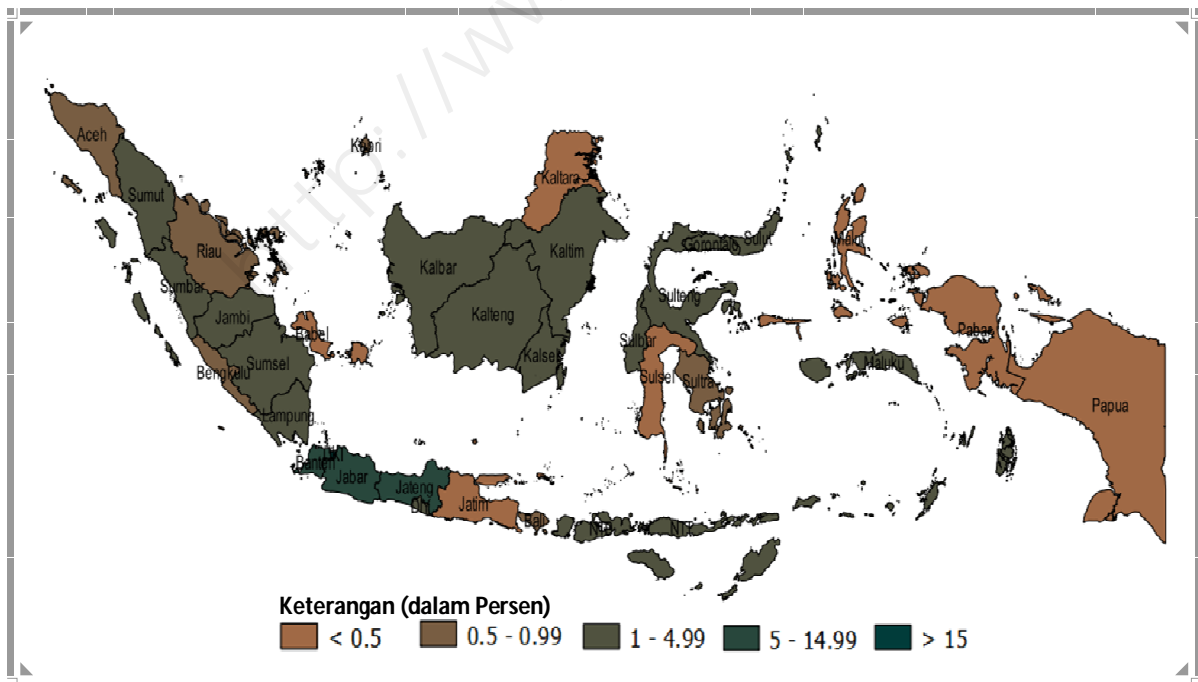 http://ww
Aceh
Sumut
Kepri
Riau
Sumbar
Jambi
Babel
Bengkulu
Sumsel
Lampung
Banten
DKI
Jabar
Jateng
DIY
Jatim
Bali
NTB
NTT
Kalbar
Kalteng
Kalsel
Kaltim
Kaltara
Gorontalo
Sulut
Sulteng
Sulbar
Sulsel
Sultra
Malut
Maluku
Pabar
Papua
Keterangan (dalam Persen)
< 0.5 0.5 - 0.99 1 - 4.99 5 - 14.99 > 15